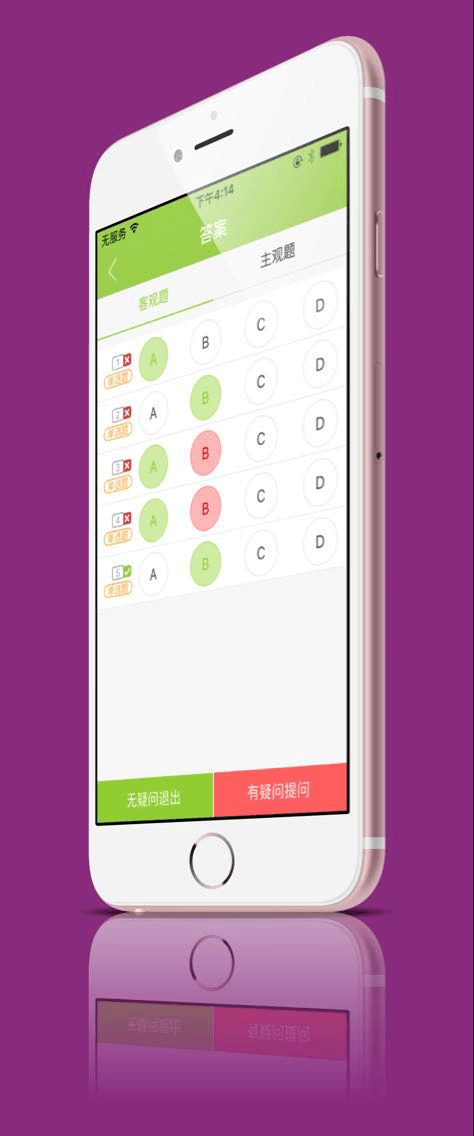 下午4:14
无服务
答案
客观题 主观题
1 A B C D
单选题
2 A B C D
单选题
3 A B C D
单选题
4 A B C D
单选题
5 A B C D
单选题
无疑问退出 有疑问提问